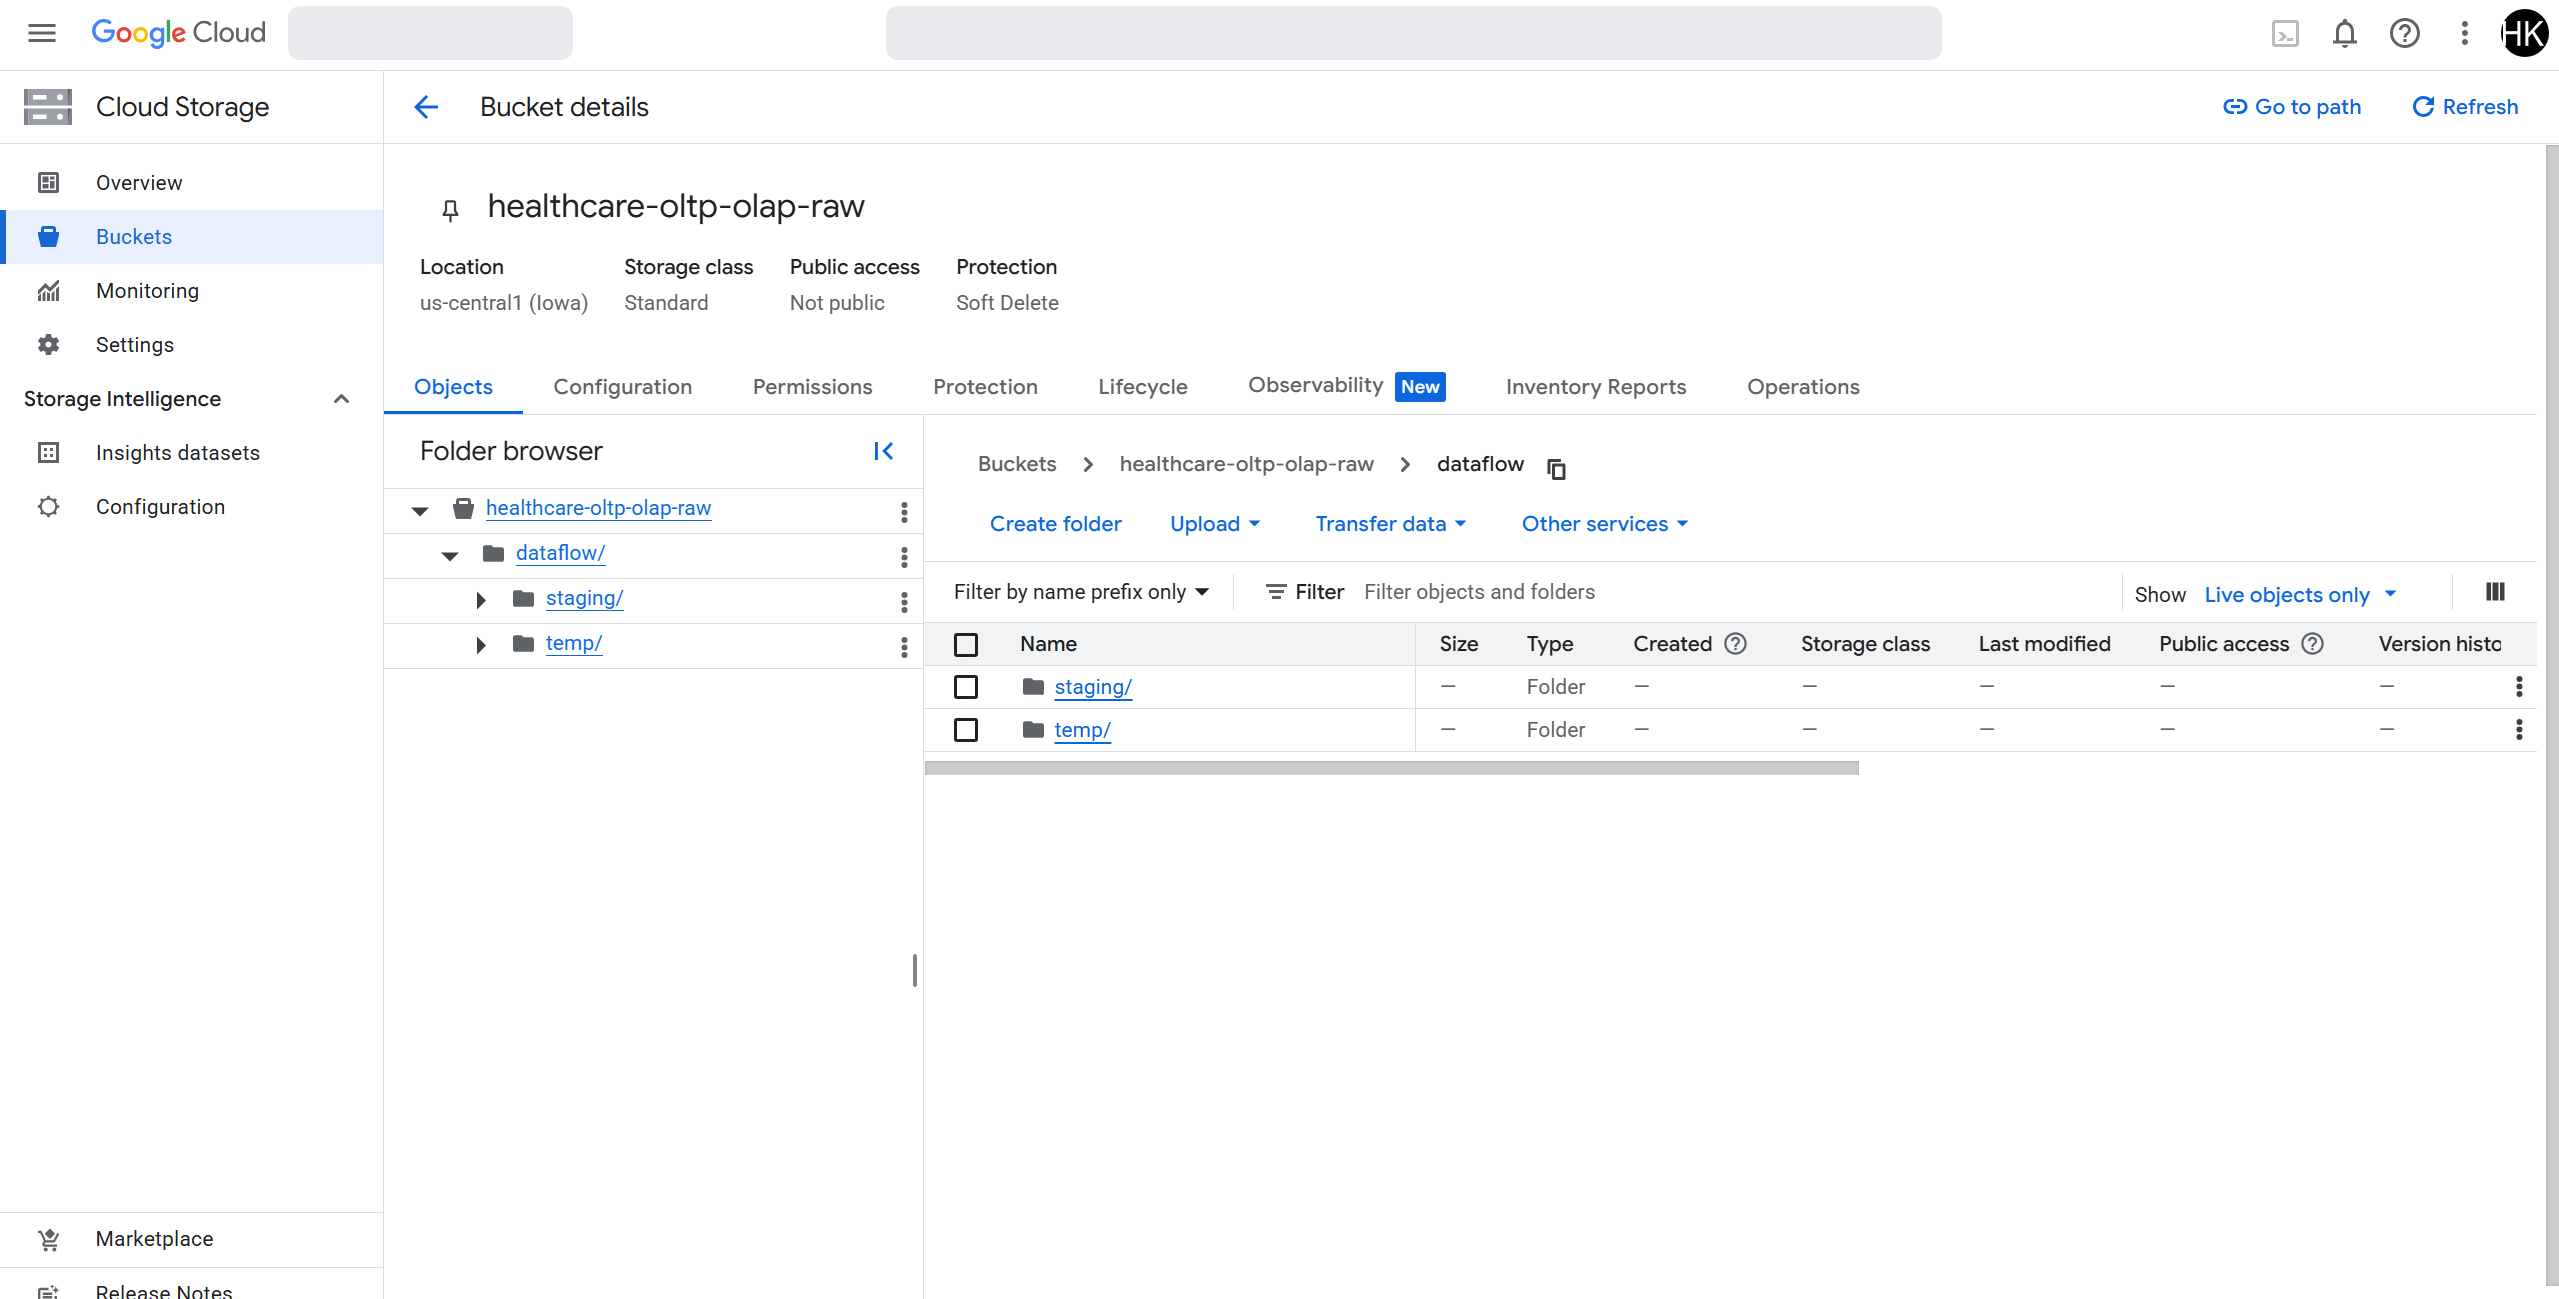 Google Cloud
HK
Cloud Storage
Bucket details
Go to path
Refresh
Overview
Buckets
Monitoring
Settings
Storage Intelligence
Insights datasets
Configuration
Marketplace
Release Notes
healthcare-oltp-olap-raw
Location Storage class Public access Protection
us-central1 (Iowa) Standard Not public Soft Delete
Objects Configuration Permissions Protection Lifecycle Observability New Inventory Reports Operations
Folder browser
healthcare-oltp-olap-raw
dataflow/
staging/
temp/
Buckets healthcare-oltp-olap-raw dataflow
Create folder Upload Transfer data Other services
Filter by name prefix only Filter Filter objects and folders Show Live objects only
Name Size Type Created Storage class Last modified Public access Version histo
staging/ — Folder — — — — —
temp/ — Folder — — — — —